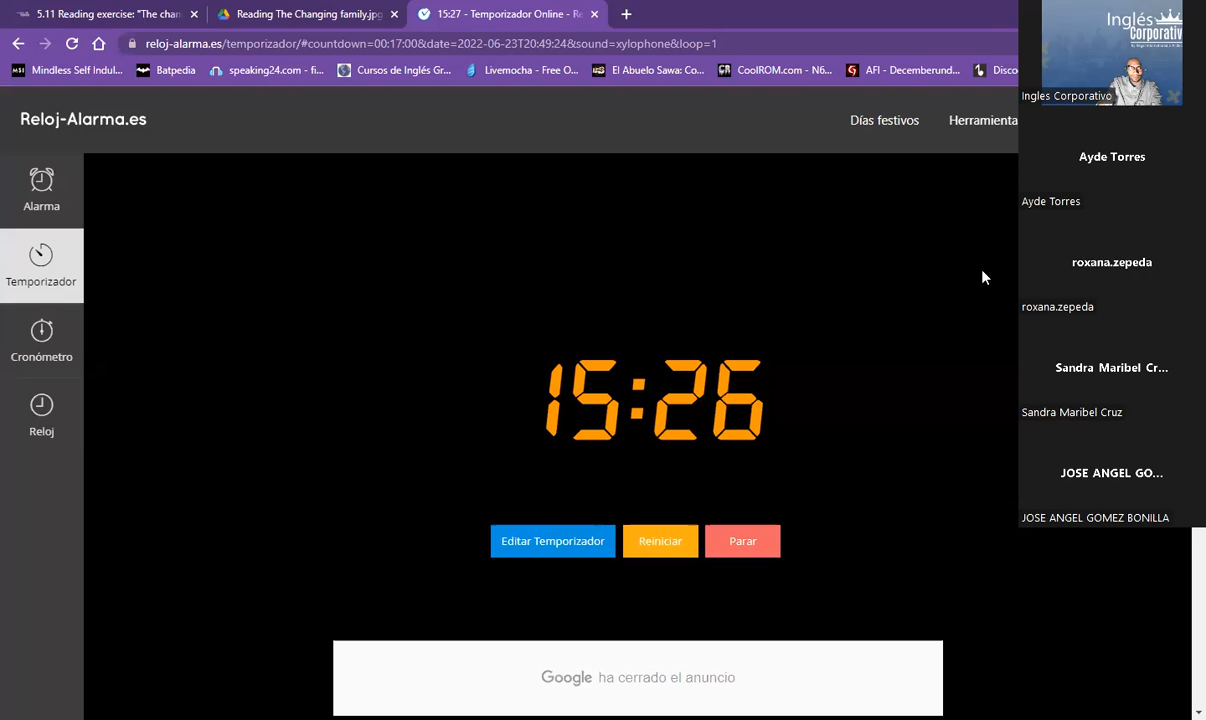 5.11 Reading exercise: "The chan
Reading The Changing family.jpg
15:27 - Temporizador Online - Re
reloj-alarma.es/temporizador/#countdown=00:17:00&date=2022-06-23T20:49:24&sound=xylophone&loop=1
Mindless Self Indul...
Batpedia
speaking24.com - fi...
Cursos de Inglés Gr...
Livemocha - Free O...
El Abuelo Sawa: Co...
CoolROM.com - N6...
AFI - Decemberund...
Disco
Reloj-Alarma.es
Días festivos
Herramienta
Alarma
Temporizador
Cronómetro
Reloj
15:26
Editar Temporizador
Reiniciar
Parar
Google ha cerrado el anuncio
Inglés
Corporativ
Ingles Corporativo
Ayde Torres
Ayde Torres
roxana.zepeda
roxana.zepeda
Sandra Maribel Cr...
Sandra Maribel Cruz
JOSE ANGEL GO...
JOSE ANGEL GOMEZ BONILLA